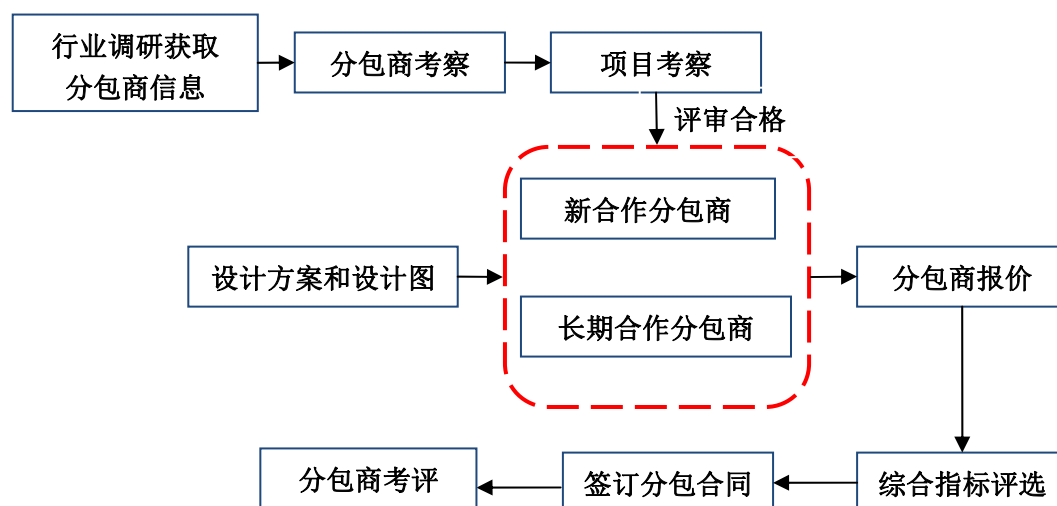 行业调研获取
分包商信息
分包商考察
项目考察
评审合格
新合作分包商
设计方案和设计图
长期合作分包商
分包商报价
分包商考评
签订分包合同
综合指标评选